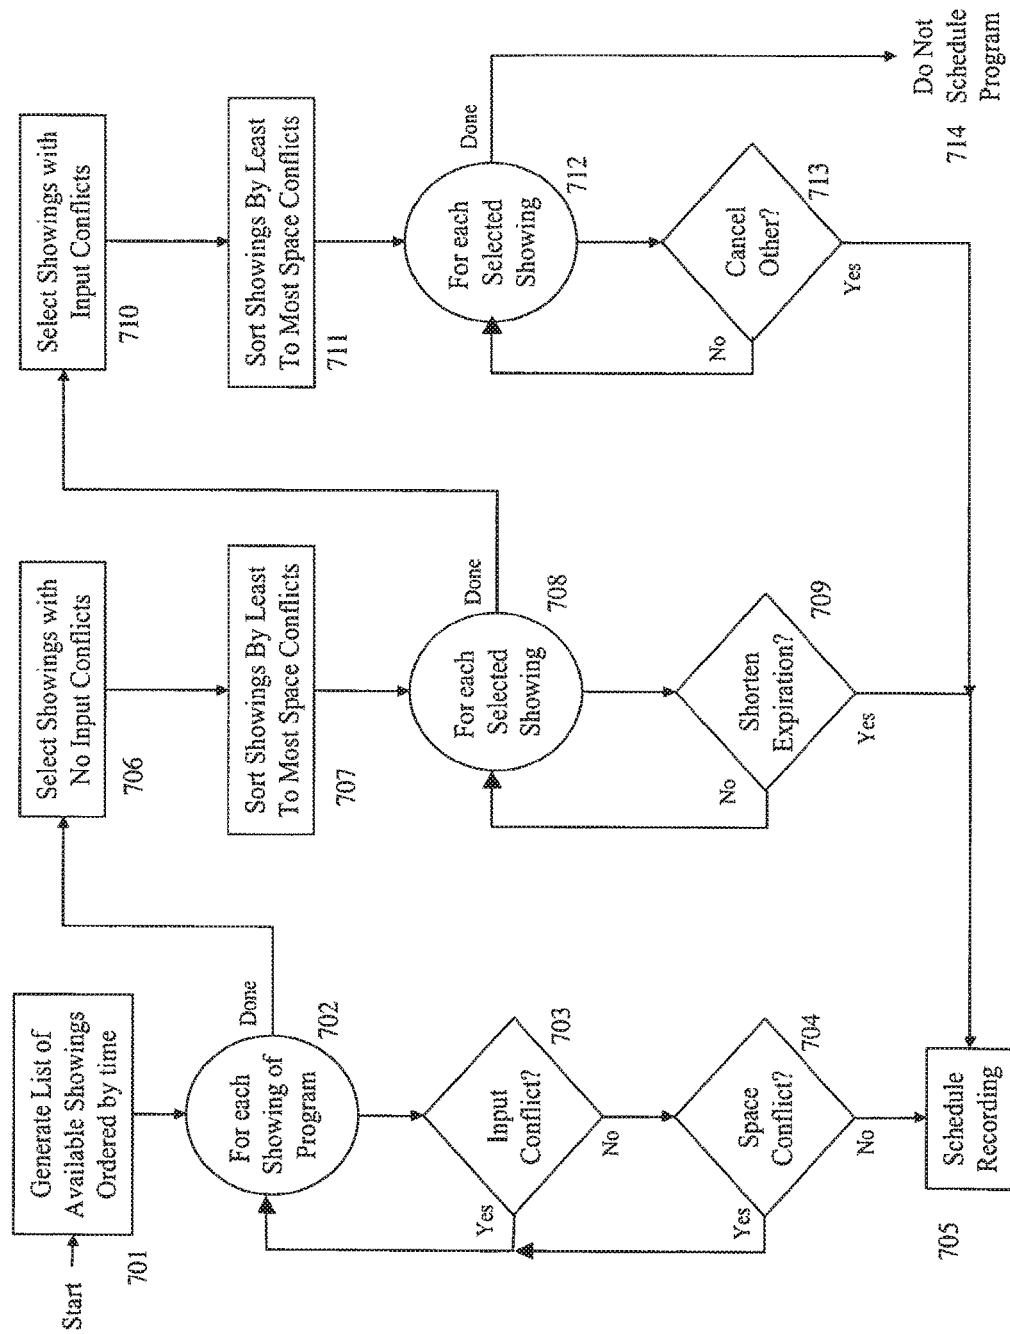 Start
Generate List of
Available Showings
Ordered by time
701
For each
Showing of
Program
702
Done
Input
Conflict?
703
Yes
No
Space
Conflict?
704
Yes
No
Schedule
Recording
705
Select Showings with
No Input Conflicts
706
Sort Showings By Least
To Most Space Conflicts
707
For each
Selected
Showing
708
Done
Shorten
Expiration?
709
No
Yes
Select Showings with
Input Conflicts
710
Sort Showings By Least
To Most Space Conflicts
711
For each
Selected
Showing
712
Done
Cancel
Other?
713
No
Yes
714
Do Not
Schedule
Program